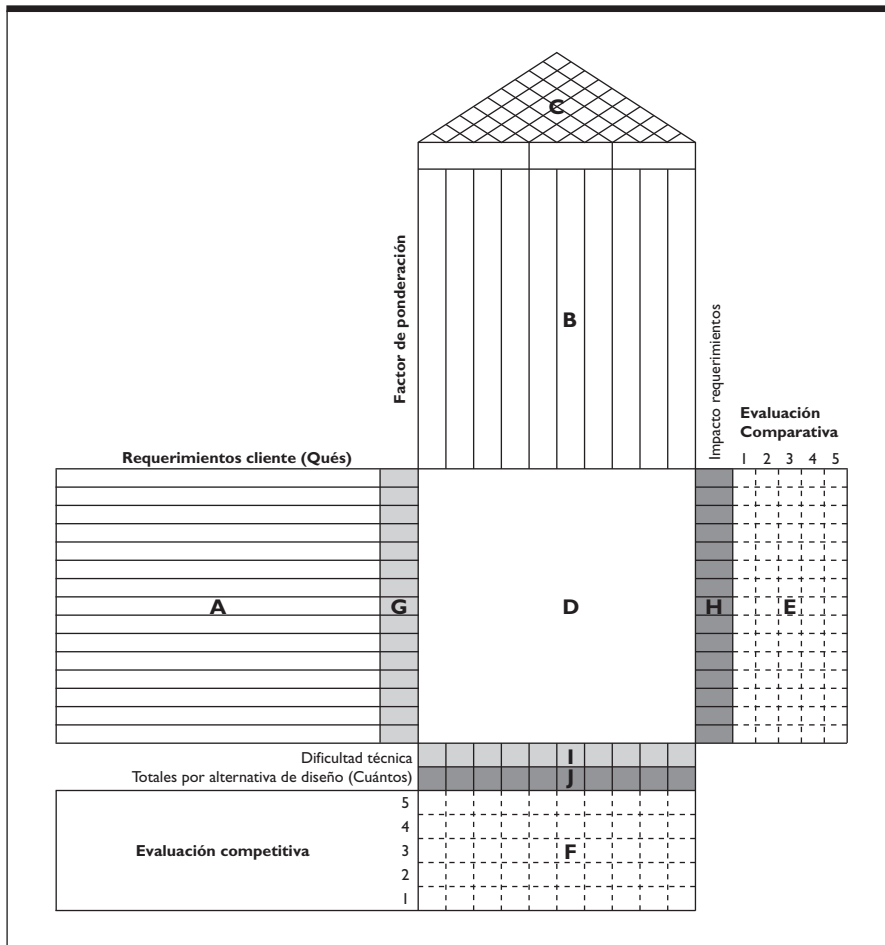 C
Factor de ponderación
B
Impacto requerimientos
Evaluación
Comparativa
Requerimientos cliente (Qués)
1 2 3 4 5
A G D H E
Dificultad técnica I
Totales por alternativa de diseño (Cuántos) J
5
4
Evaluación competitiva 3 F
2
1